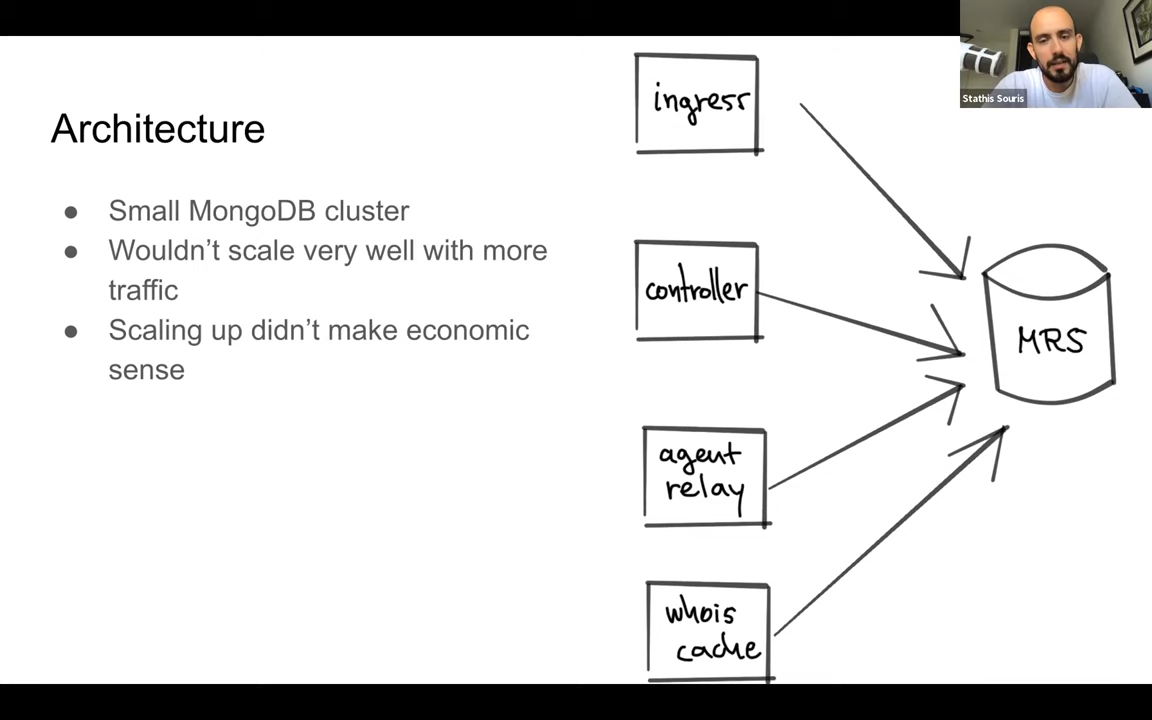 Architecture
● Small MongoDB cluster
● Wouldn’t scale very well with more
traffic
● Scaling up didn’t make economic
sense
ingress
controller
agent
relay
whois
cache
MRS
Stathis Souris